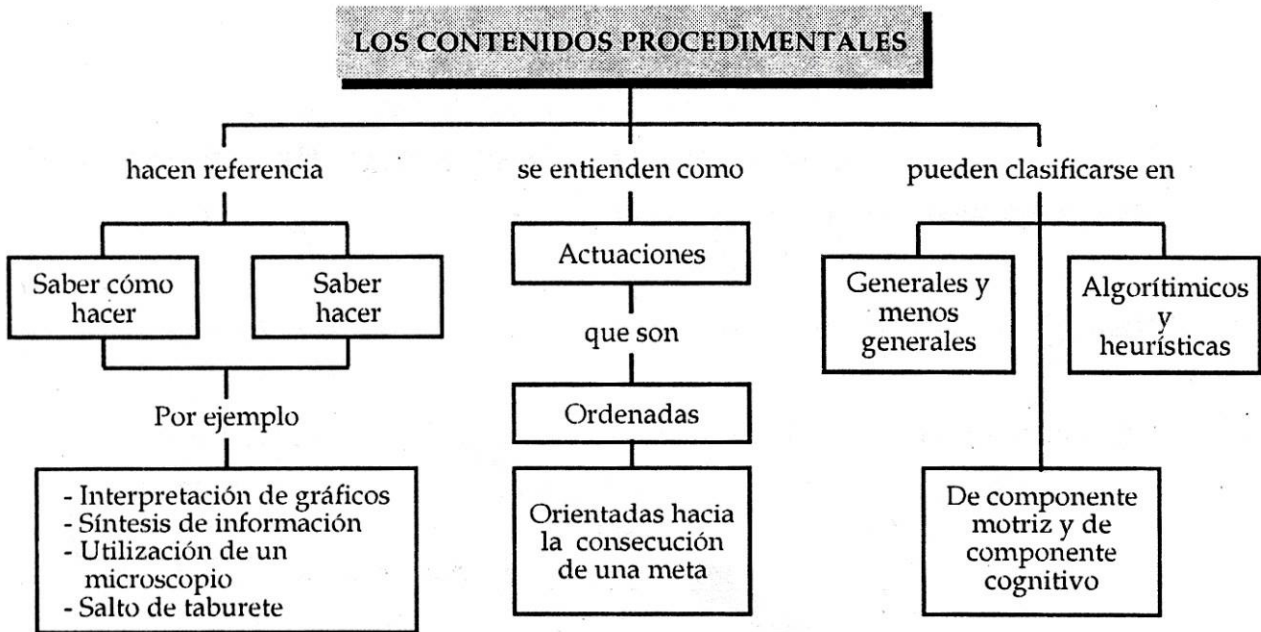 LOS CONTENIDOS PROCEDIMENTALES
hacen referencia
Saber cómo
hacer
Saber
hacer
Por ejemplo
- Interpretación de gráficos
- Síntesis de información
- Utilización de un
microscopio
- Salto de taburete
se entienden como
Actuaciones
que son
Ordenadas
Orientadas hacia
la consecución
de una meta
pueden clasificarse en
Generales y
menos
generales
Algorítimicos
y
heurísticas
De componente
motriz y de
componente
cognitivo